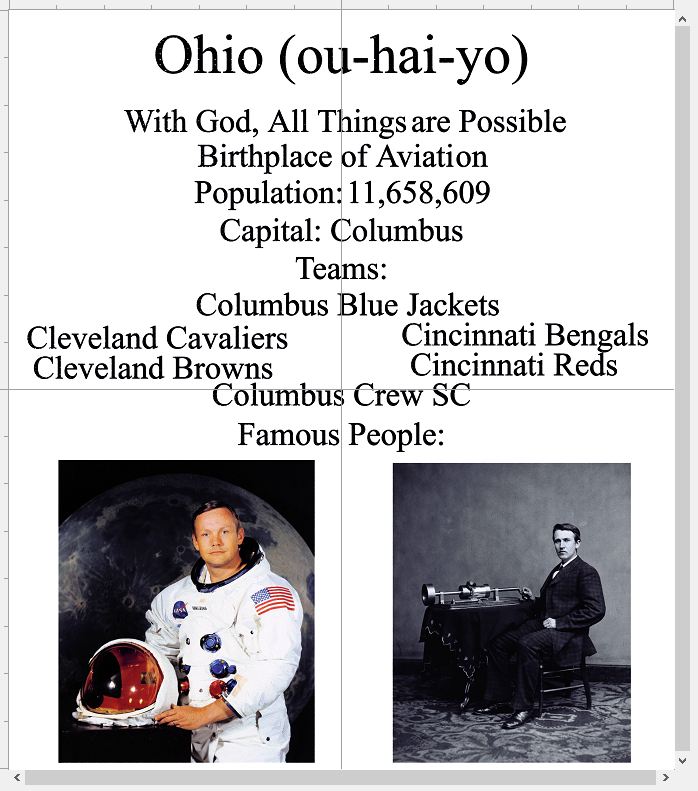 Ohio (ou-hai-yo)
With God, All Things are Possible
Birthplace of Aviation
Population: 11,658,609
Capital: Columbus
Teams:
Columbus Blue Jackets
Cleveland Cavaliers
Cincinnati Bengals
Cleveland Browns
Cincinnati Reds
Columbus Crew SC
Famous People:
NASA